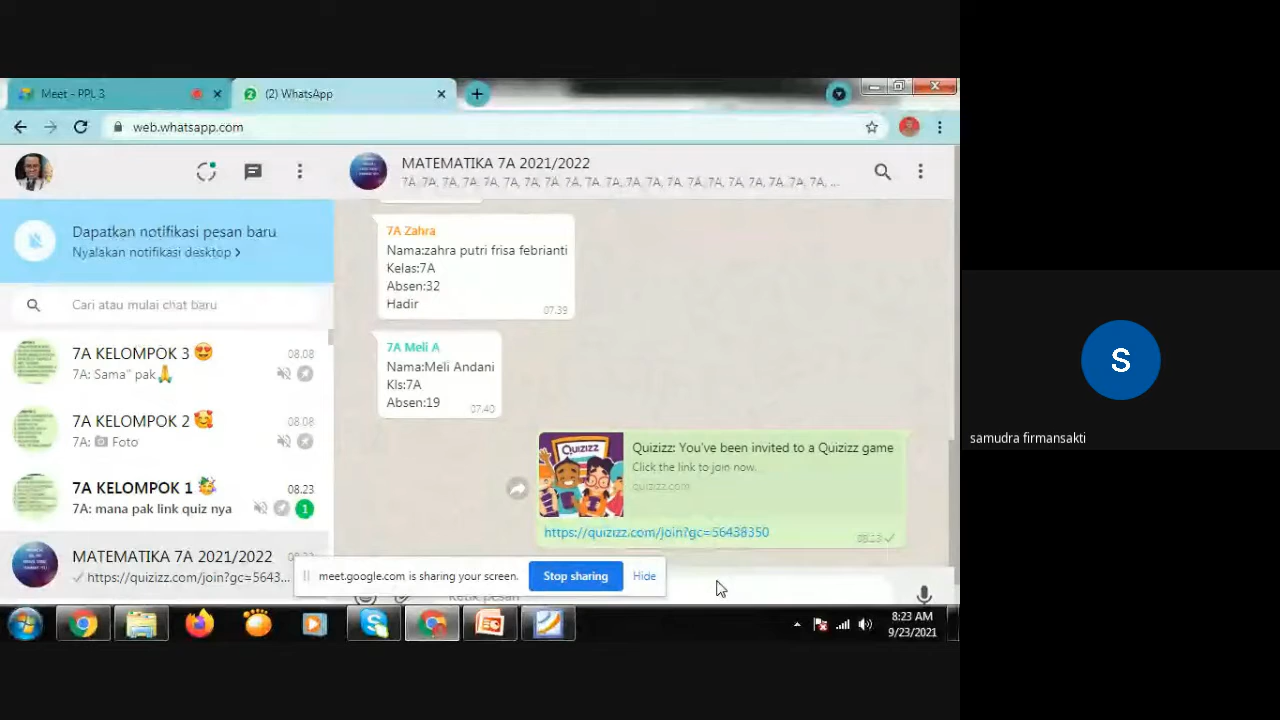 Meet - PPL 3
(2) WhatsApp
web.whatsapp.com
MATEMATIKA 7A 2021/2022
7A, 7A, 7A, 7A, 7A, 7A, 7A, 7A, 7A, 7A, 7A, 7A, 7A, 7A, 7A, 7A, 7A, 7A, 7A, 7A, 7A, ...
Dapatkan notifikasi pesan baru
Nyalakan notifikasi desktop >
Cari atau mulai chat baru
7A KELOMPOK 3 😍
08.08
7A: Sama" pak🙏
7A KELOMPOK 2 🥰
08.08
7A: Foto
7A KELOMPOK 1 🥳
08.23
7A: mana pak link quiz nya
1
MATEMATIKA 7A 2021/2022
https://quizizz.com/join?gc=5643...
7A Zahra
Nama:zahra putri frisa febrianti
Kelas:7A
Absen:32
Hadir
07.39
7A Meli A
Nama:Meli Andani
Kls:7A
Absen:19
07.40
QUIZIZZ
Quizizz: You've been invited to a Quizizz game
Click the link to join now.
quizizz.com
https://quizizz.com/join?gc=56438350
meet.google.com is sharing your screen.
Stop sharing
Hide
Ketik pesan
8:23 AM
9/23/2021
S
samudra firmansakti